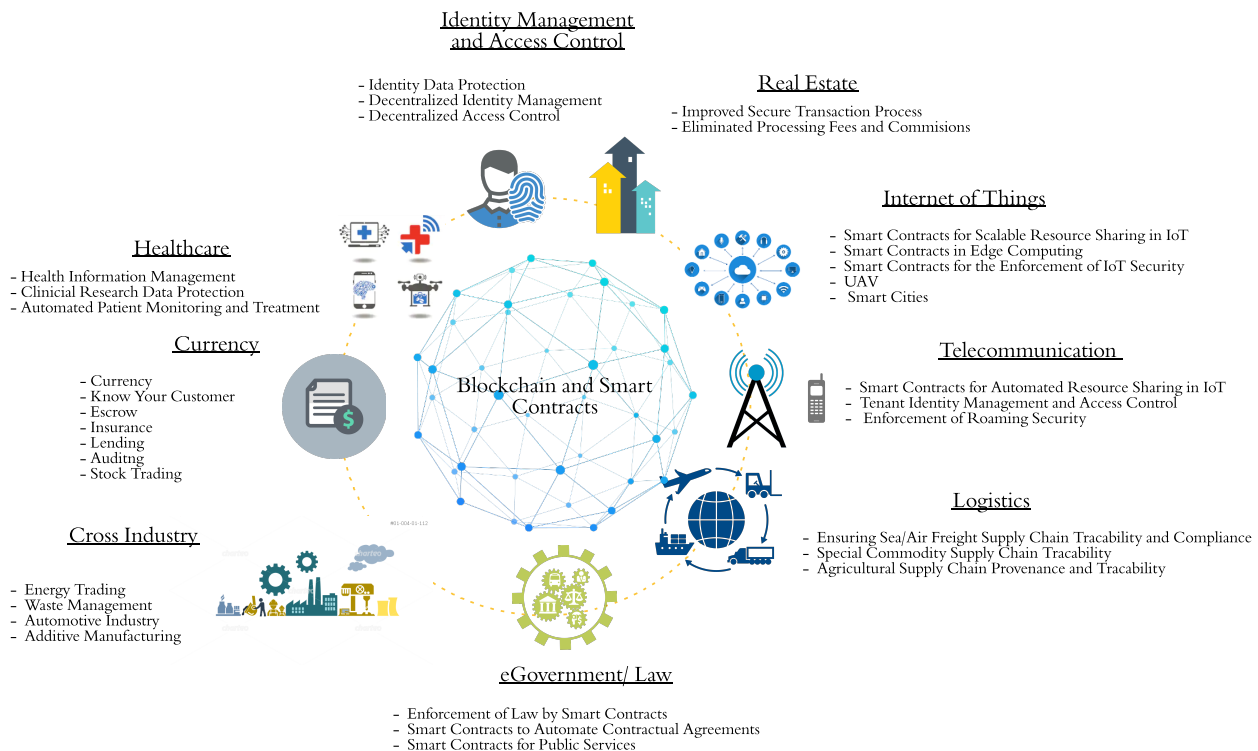 Identity Management
and Access Control
- Identity Data Protection
- Decentralized Identity Management
- Decentralized Access Control
Real Estate
- Improved Secure Transaction Process
- Eliminated Processing Fees and Commisions
Internet of Things
- Smart Contracts for Scalable Resource Sharing in IoT
- Smart Contracts in Edge Computing
- Smart Contracts for the Enforcement of IoT Security
- UAV
- Smart Cities
Healthcare
- Health Information Management
- Clinicial Research Data Protection
- Automated Patient Monitoring and Treatment
Currency
- Currency
- Know Your Customer
- Escrow
- Insurance
- Lending
- Auditng
- Stock Trading
Blockchain and Smart
Contracts
Telecommunication
- Smart Contracts for Automated Resource Sharing in IoT
- Tenant Identity Management and Access Control
- Enforcement of Roaming Security
Logistics
- Ensuring Sea/Air Freight Supply Chain Tracability and Compliance
- Special Commodity Supply Chain Tracability
- Agricultural Supply Chain Provenance and Tracability
#01-004-01-112
Cross Industry
- Energy Trading
- Waste Management
- Automotive Industry
- Additive Manufacturing
eGovernment/ Law
- Enforcement of Law by Smart Contracts
- Smart Contracts to Automate Contractual Agreements
- Smart Contracts for Public Services